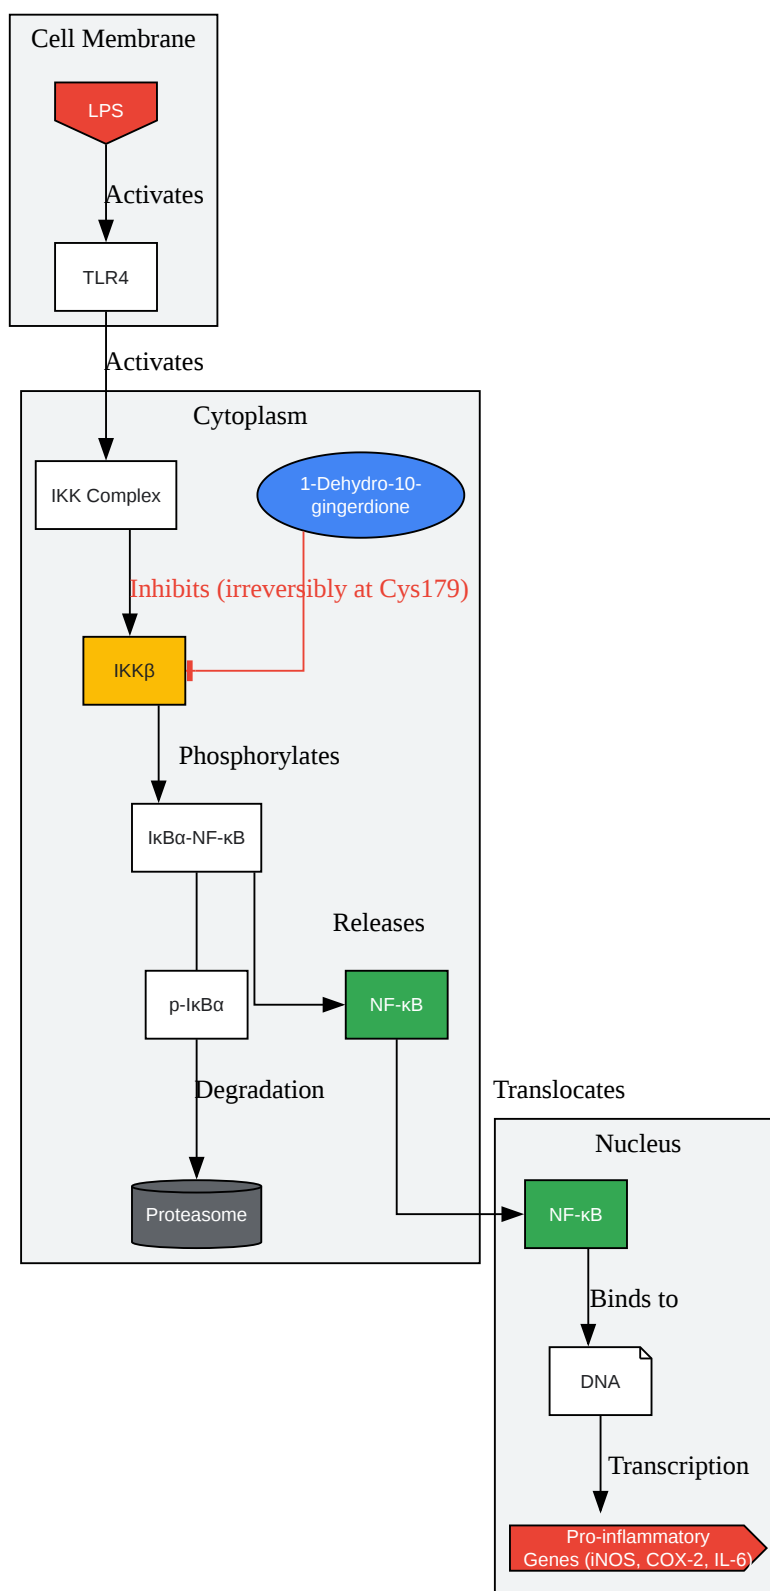 Cell Membrane
LPS
Activates
TLR4
Activates
Cytoplasm
IKK Complex
1-Dehydro-10-
gingerdione
Inhibits (irreversibly at Cys179)
IKKβ
Phosphorylates
IκBα-NF-κB
Releases
p-IκBα
NF-κB
Degradation
Translocates
Nucleus
Proteasome
NF-κB
Binds to
DNA
Transcription
Pro-inflammatory
Genes (iNOS, COX-2, IL-6)